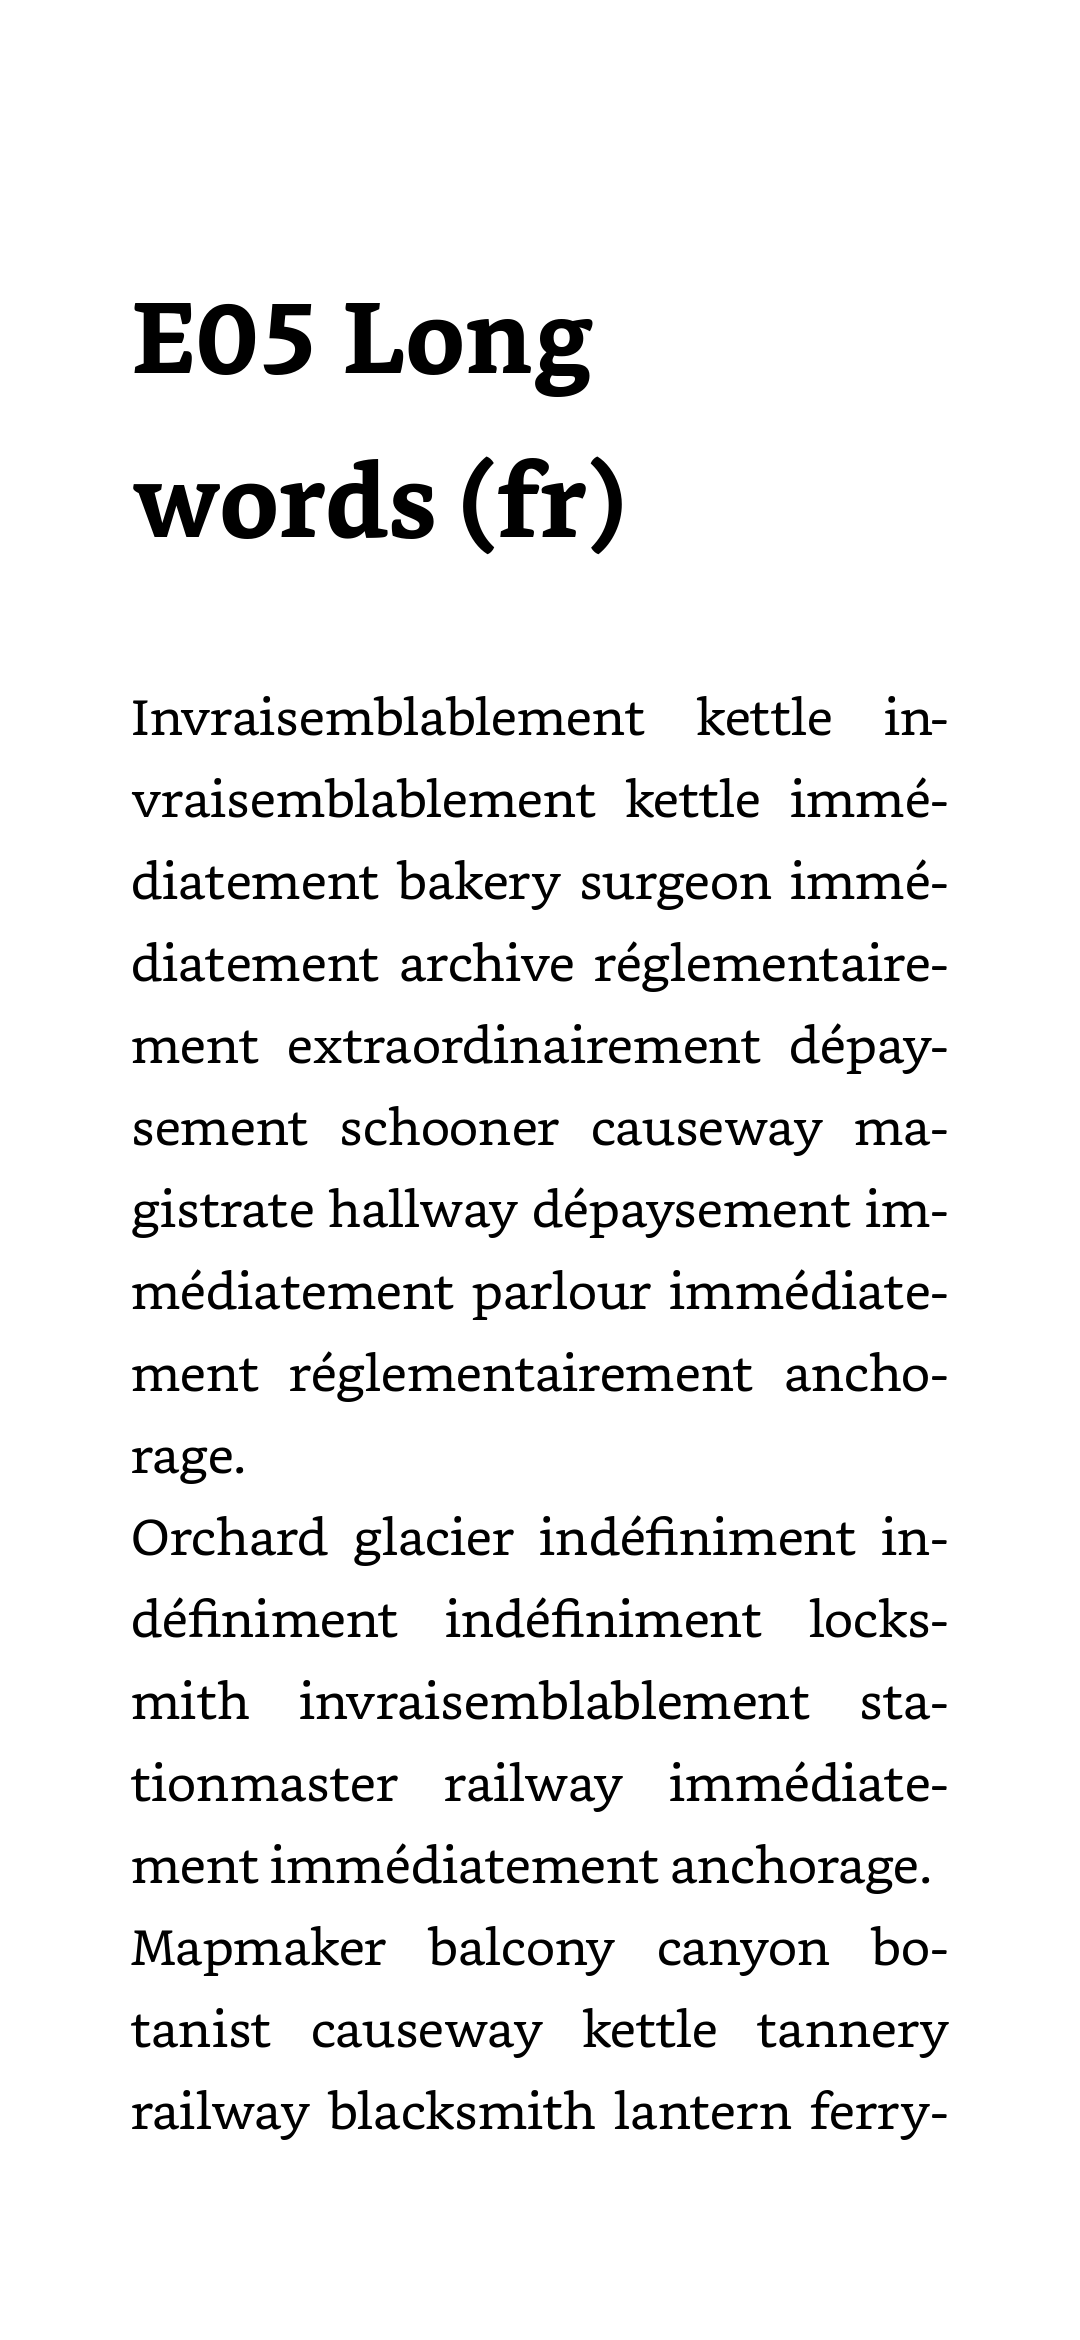 E05 Long
words (fr)
Invraisemblablement kettle in-
vraisemblablement kettle immé-
diatement bakery surgeon immé-
diatement archive réglementaire-
ment extraordinairement dépay-
sement schooner causeway ma-
gistrate hallway dépaysement im-
médiatement parlour immédiate-
ment réglementairement ancho-
rage.
Orchard glacier indéfiniment in-
définiment indéfiniment locks-
mith invraisemblablement sta-
tionmaster railway immédiate-
ment immédiatement anchorage.
Mapmaker balcony canyon bo-
tanist causeway kettle tannery
railway blacksmith lantern ferry-